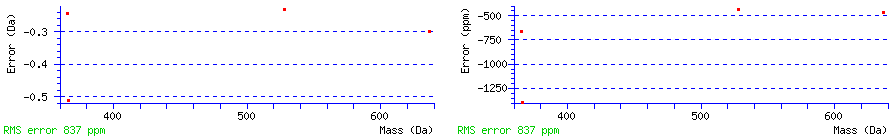 Error (Da)
-0.3
-0.4
-0.5
400
500
600
RMS error 837 ppm
Mass (Da)
Error (ppm)
-500
-750
-1000
-1250
400
500
600
RMS error 837 ppm
Mass (Da)